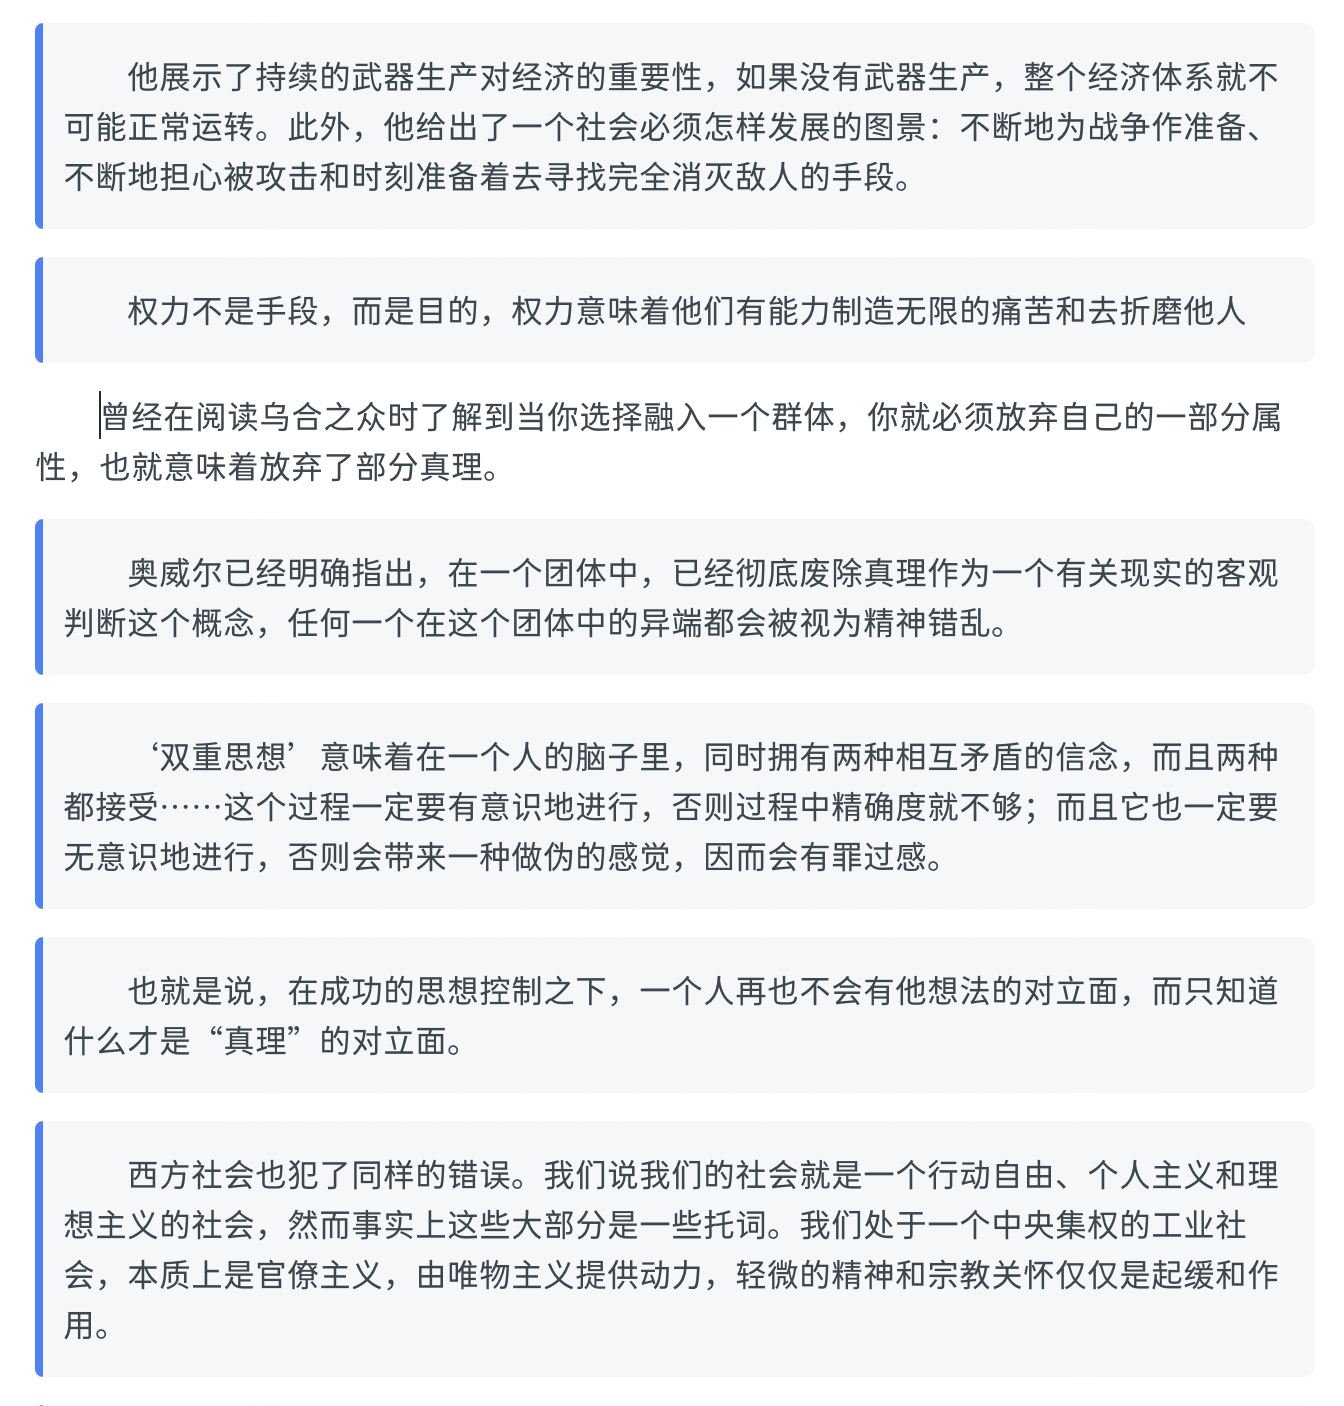 他展示了持续的武器生产对经济的重要性，如果没有武器生产，整个经济体系就不
可能正常运转。此外，他给出了一个社会必须怎样发展的图景：不断地为战争作准备、
不断地担心被攻击和时刻准备着去寻找完全消灭敌人的手段。
权力不是手段，而是目的，权力意味着他们有能力制造无限的痛苦和去折磨他人
曾经在阅读乌合之众时了解到当你选择融入一个群体，你就必须放弃自己的一部分属
性，也就意味着放弃了部分真理。
奥威尔已经明确指出，在一个团体中，已经彻底废除真理作为一个有关现实的客观
判断这个概念，任何一个在这个团体中的异端都会被视为精神错乱。
‘双重思想’意味着在一个人的脑子里，同时拥有两种相互矛盾的信念，而且两种
都接受……这个过程一定要有意识地进行，否则过程中精确度就不够；而且它也一定要
无意识地进行，否则会带来一种做伪的感觉，因而会有罪过感。
也就是说，在成功的思想控制之下，一个人再也不会有他想法的对立面，而只知道
什么才是“真理”的对立面。
西方社会也犯了同样的错误。我们说我们的社会就是一个行动自由、个人主义和理
想主义的社会，然而事实上这些大部分是一些托词。我们处于一个中央集权的工业社
会，本质上是官僚主义，由唯物主义提供动力，轻微的精神和宗教关怀仅仅是起缓和作
用。